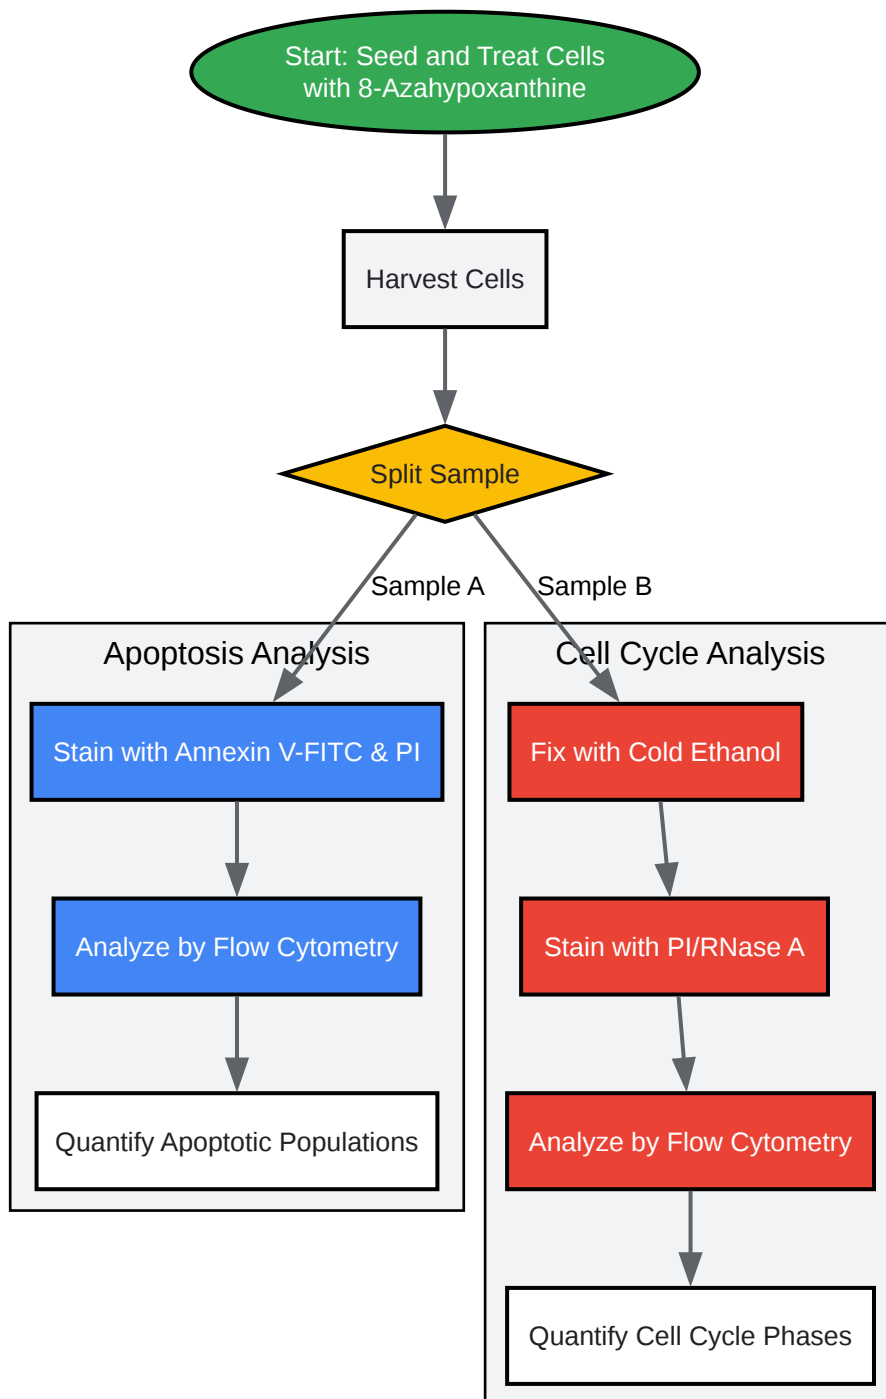 Start: Seed and Treat Cells
with 8-Azahypoxanthine
Harvest Cells
Split Sample
Sample A
Sample B
Apoptosis Analysis
Stain with Annexin V-FITC & PI
Analyze by Flow Cytometry
Quantify Apoptotic Populations
Cell Cycle Analysis
Fix with Cold Ethanol
Stain with PI/RNase A
Analyze by Flow Cytometry
Quantify Cell Cycle Phases